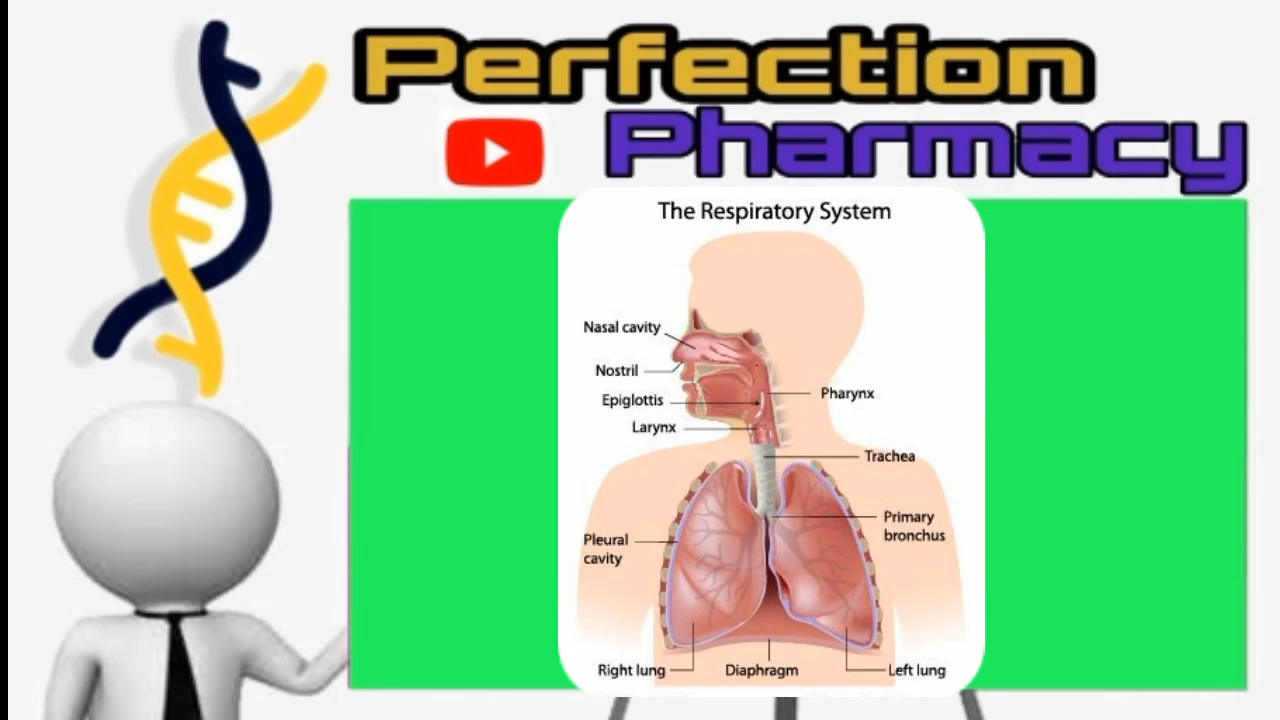 Perfection
Pharmacy
The Respiratory System
Nasal cavity
Nostril
Epiglottis
Larynx
Pharynx
Trachea
Primary
bronchus
Pleural
cavity
Right lung
Diaphragm
Left lung